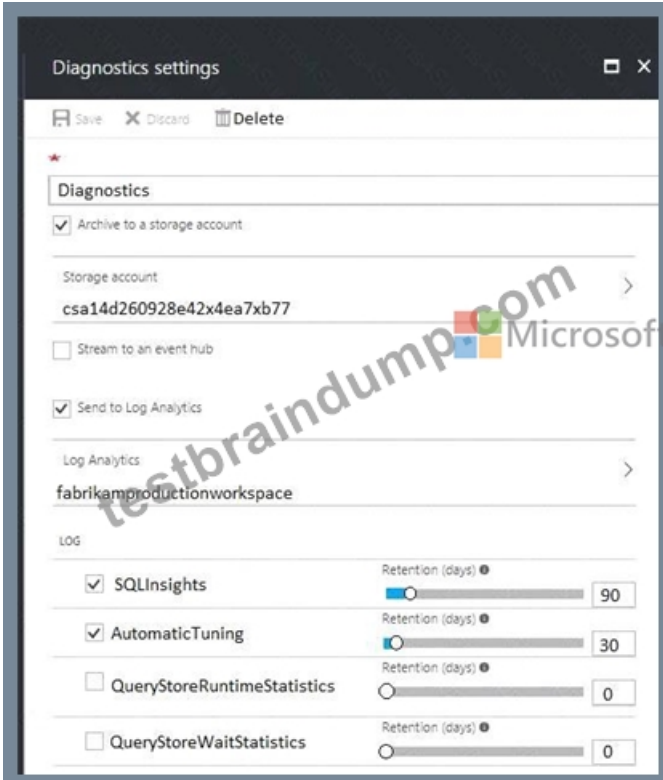 Diagnostics settings
Save Discard Delete
*
Diagnostics
Archive to a storage account
Storage account
csa14d260928e42x4ea7xb77
Microsoft
Stream to an event hub
Send to Log Analytics
testbraindump.com
Log Analytics
fabrikamproductionworkspace
LOG
Retention (days)
SQLInsights 90
Retention (days)
AutomaticTuning 30
Retention (days)
QueryStoreRuntimeStatistics 0
Retention (days)
QueryStoreWaitStatistics 0